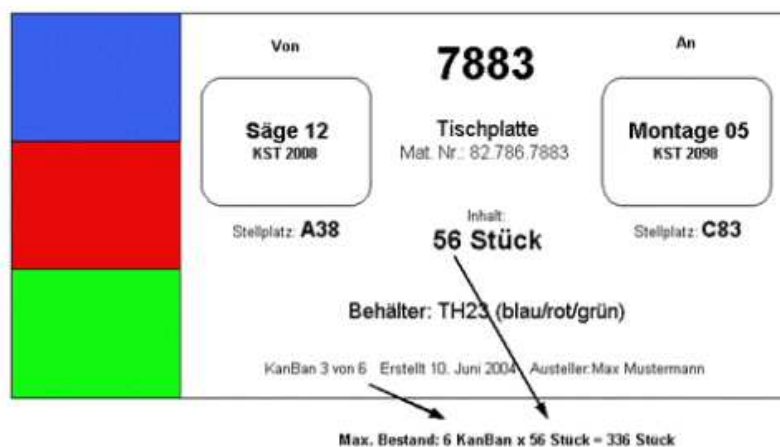 Von
7883
An
Säge 12
KST 2008
Tischplatte
Mat. Nr.: 82.786.7883
Montage 05
KST 2098
Stellplatz: A38
Inhalt:
56 Stück
Stellplatz: C83
Behälter: TH23 (blau/rot/grün)
KanBan 3 von 6 Erstellt 10. Juni 2004 Austeller:Max Mustermann
Max. Bestand: 6 KanBan x 56 Stück = 336 Stück